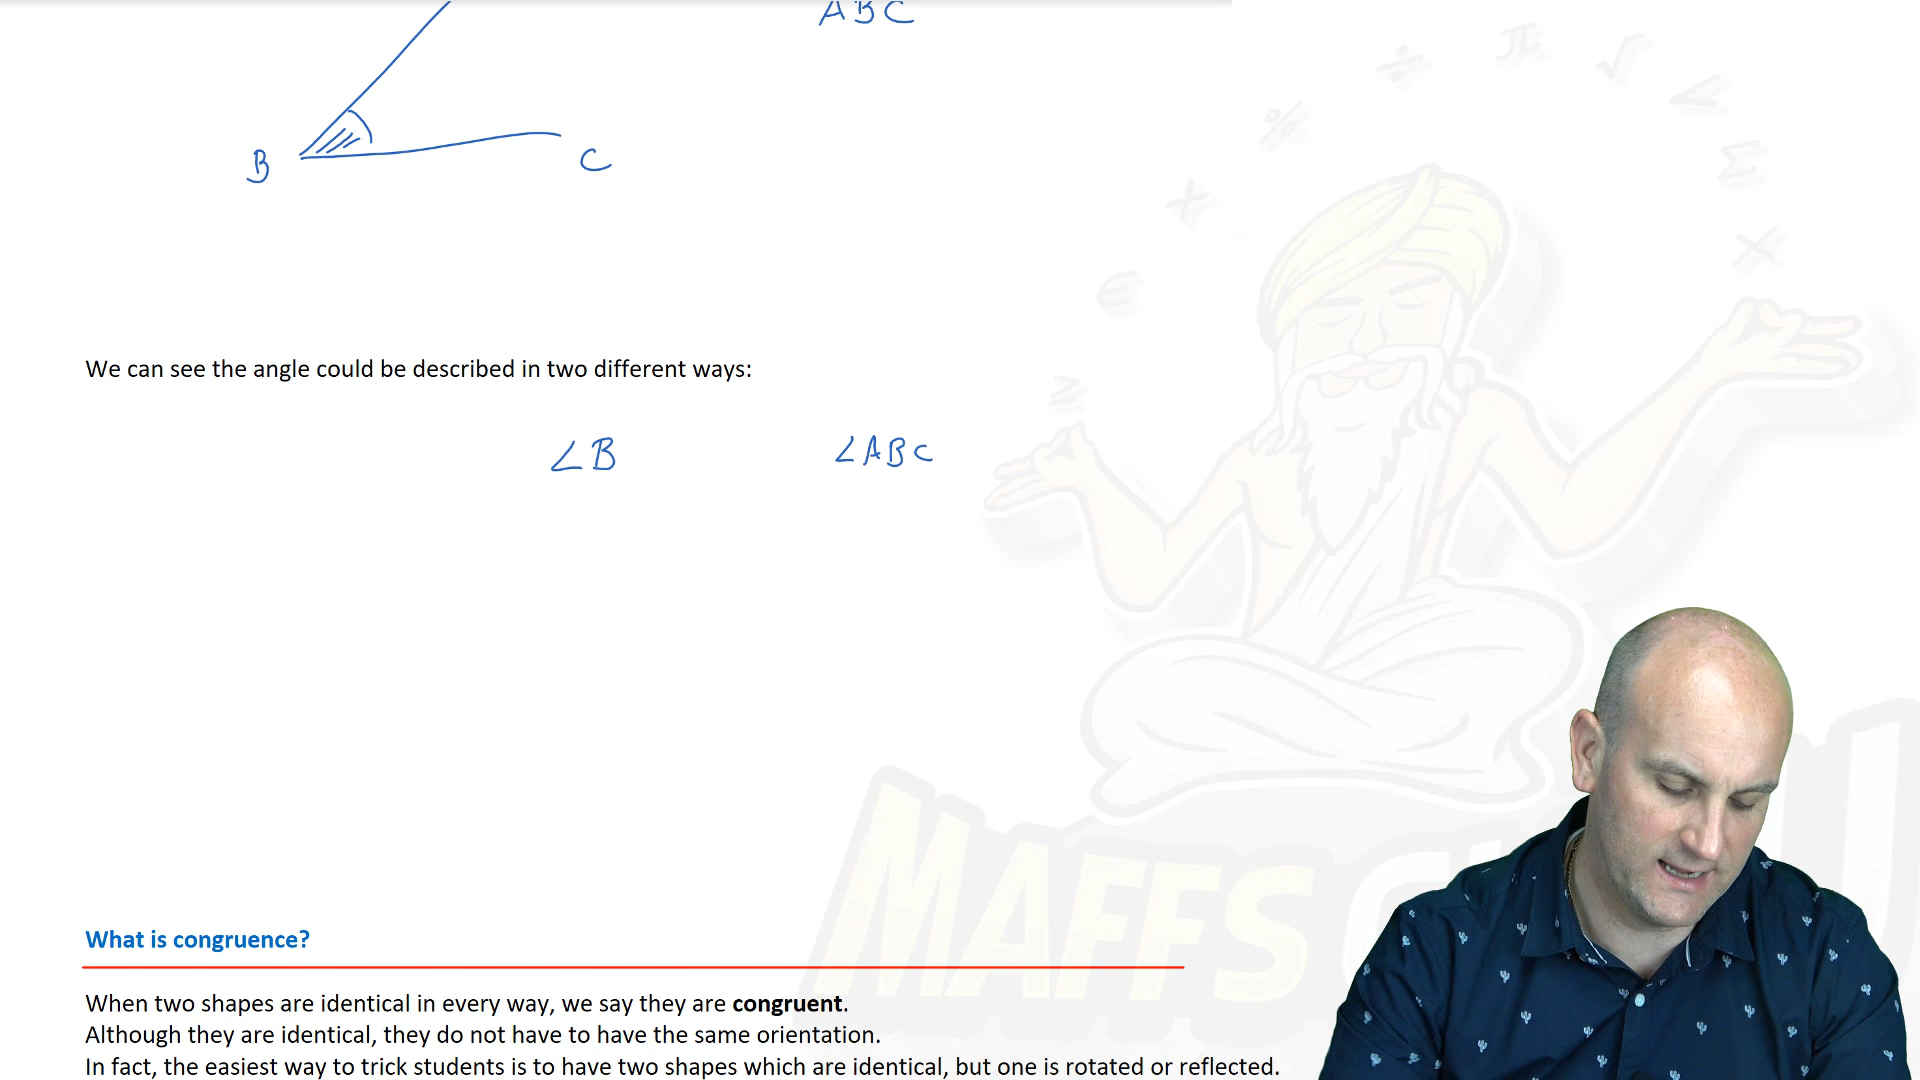 ABC
B
C
We can see the angle could be described in two different ways:
∠B ∠ABC
What is congruence?
When two shapes are identical in every way, we say they are congruent.
Although they are identical, they do not have to have the same orientation.
In fact, the easiest way to trick students is to have two shapes which are identical, but one is rotated or reflected.
÷ π √ < % Σ + × € ≥
MAFFS